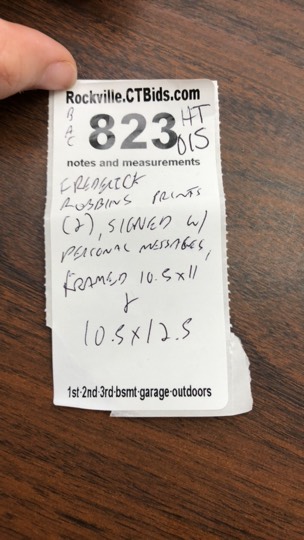 Rockville.CTBids.com
B
A
C
823
HT
015
notes and measurements
FREDERICK
ROBBINS PRINTS
(2), SIGNED W/
PERSONAL MESSAGES,
FRAMED 10.5x11
&
10.5x12.5
1st-2nd-3rd-bsmt-garage-outdoors